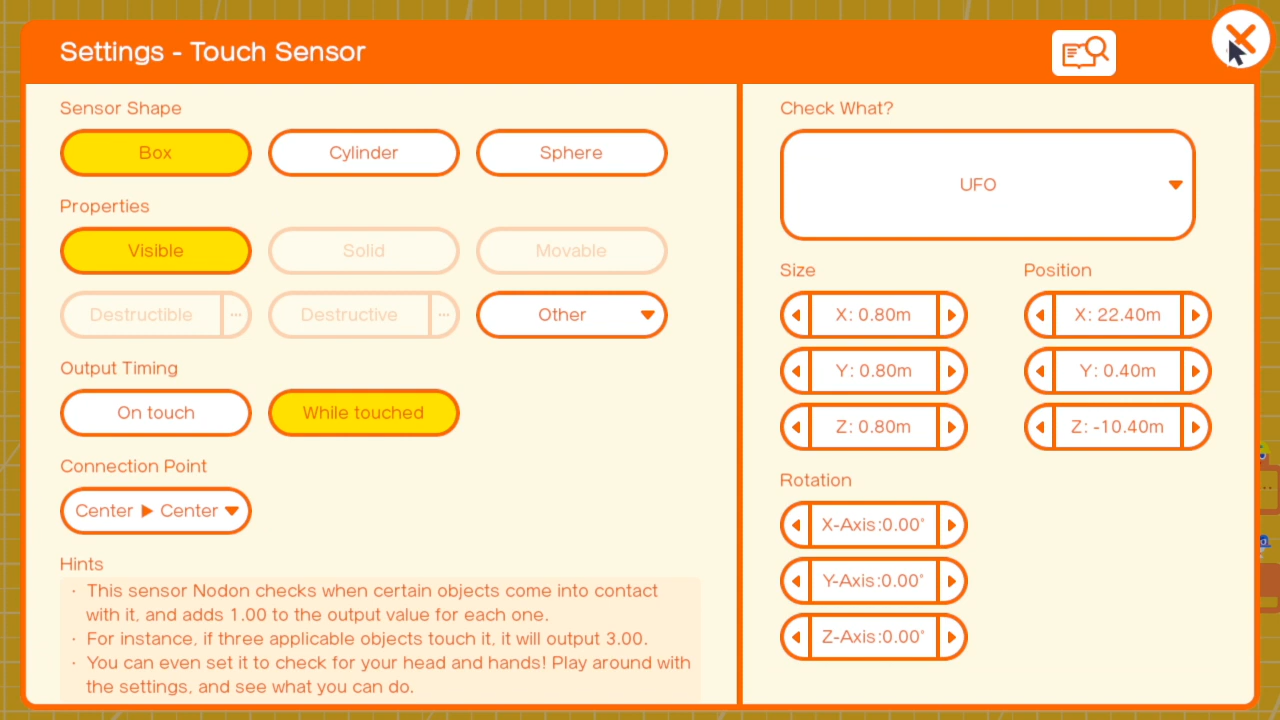 Settings - Touch Sensor
Sensor Shape
Box
Cylinder
Sphere
Properties
Visible
Solid
Movable
Destructible
...
Destructive
...
Other
Output Timing
On touch
While touched
Connection Point
Center ▶ Center
Hints
· This sensor Nodon checks when certain objects come into contact
with it, and adds 1.00 to the output value for each one.
· For instance, if three applicable objects touch it, it will output 3.00.
· You can even set it to check for your head and hands! Play around with
the settings, and see what you can do.
Check What?
UFO
Size
X: 0.80m
Y: 0.80m
Z: 0.80m
Position
X: 22.40m
Y: 0.40m
Z: -10.40m
Rotation
X-Axis:0.00°
Y-Axis:0.00°
Z-Axis:0.00°